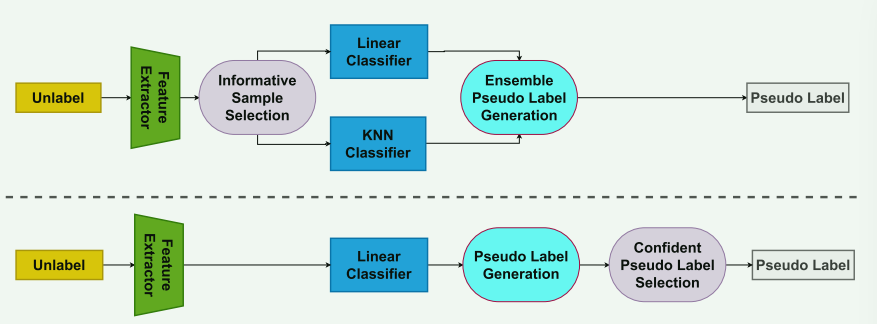 Unlabel
Feature
Extractor
Informative
Sample
Selection
Linear
Classifier
KNN
Classifier
Ensemble
Pseudo Label
Generation
Pseudo Label
Unlabel
Feature
Extractor
Linear
Classifier
Pseudo Label
Generation
Confident
Pseudo Label
Selection
Pseudo Label